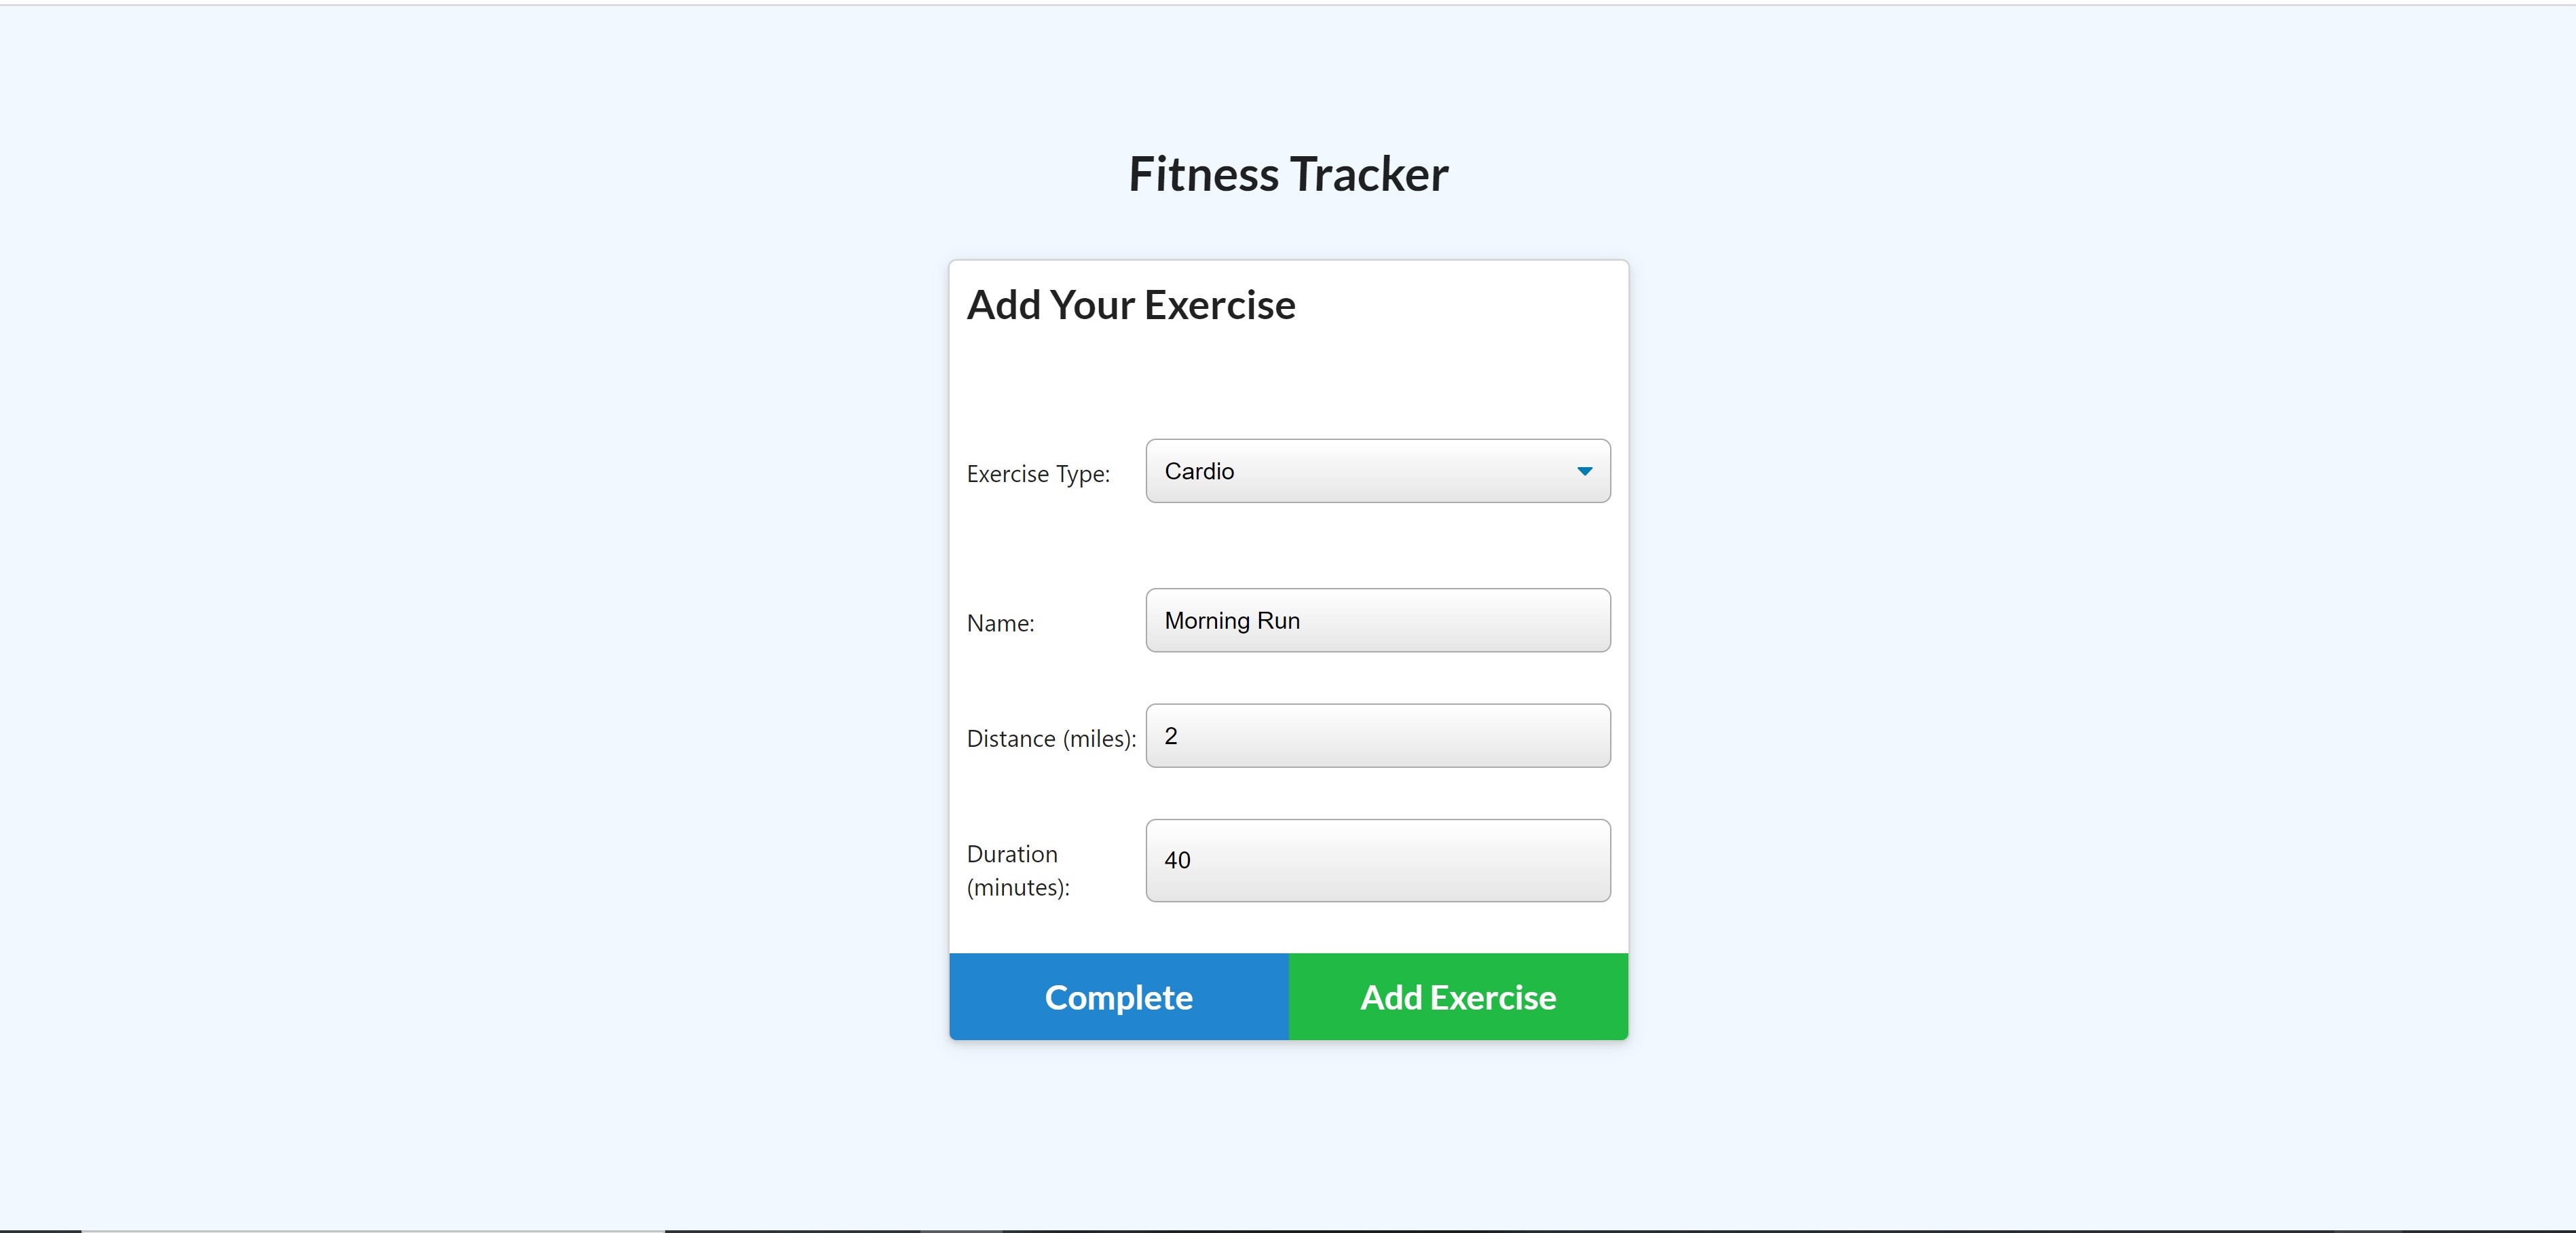 Fitness Tracker
Add Your Exercise
Exercise Type: Cardio
Name: Morning Run
Distance (miles): 2
Duration
(minutes): 40
Complete Add Exercise